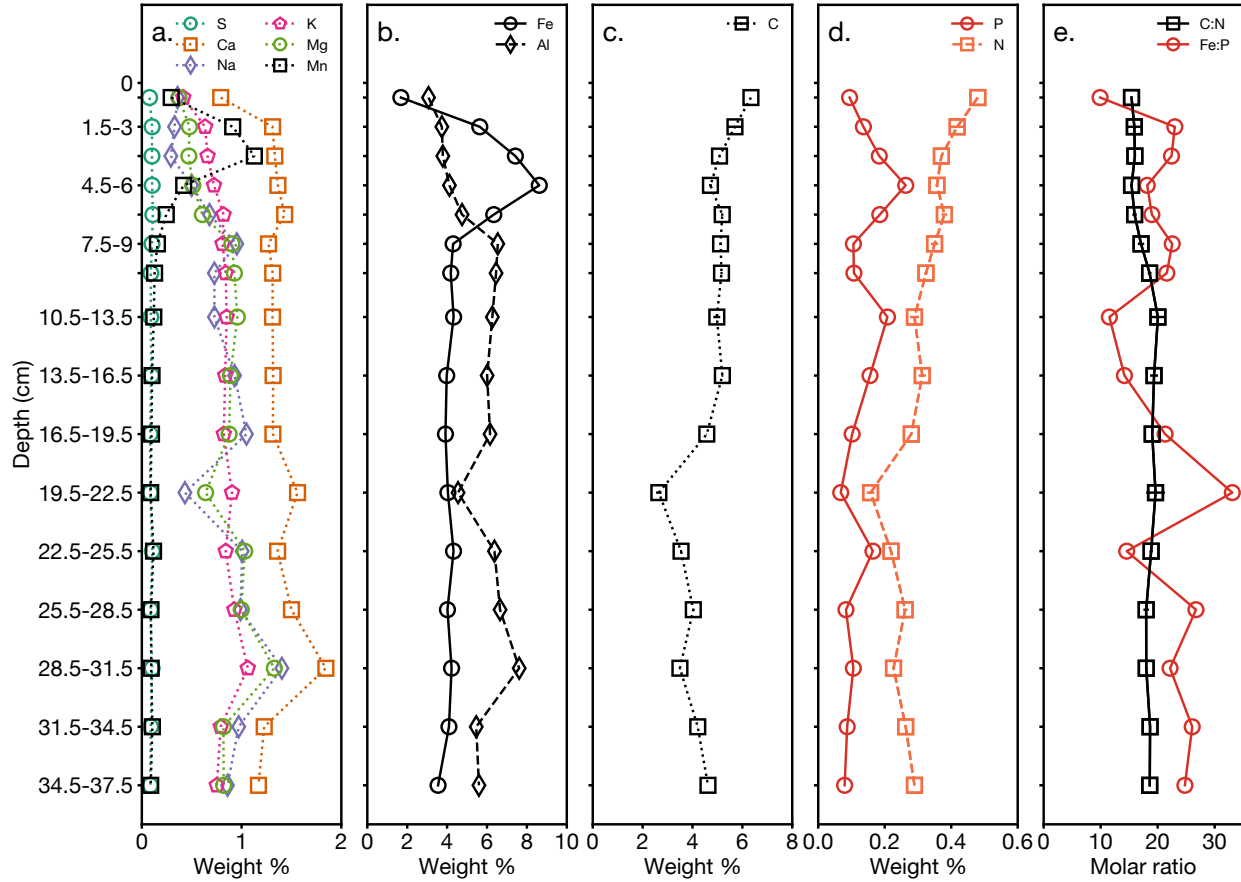 a.
S
Ca
Na
K
Mg
Mn
b.
Fe
Al
c.
C
d.
P
N
e.
C:N
Fe:P
Depth (cm)
0
1.5-3
4.5-6
7.5-9
10.5-13.5
13.5-16.5
16.5-19.5
19.5-22.5
22.5-25.5
25.5-28.5
28.5-31.5
31.5-34.5
34.5-37.5
0 1 2
Weight %
0 2 4 6 8 10
Weight %
0 2 4 6 8
Weight %
0.0 0.2 0.4 0.6
Weight %
0 10 20 30
Molar ratio